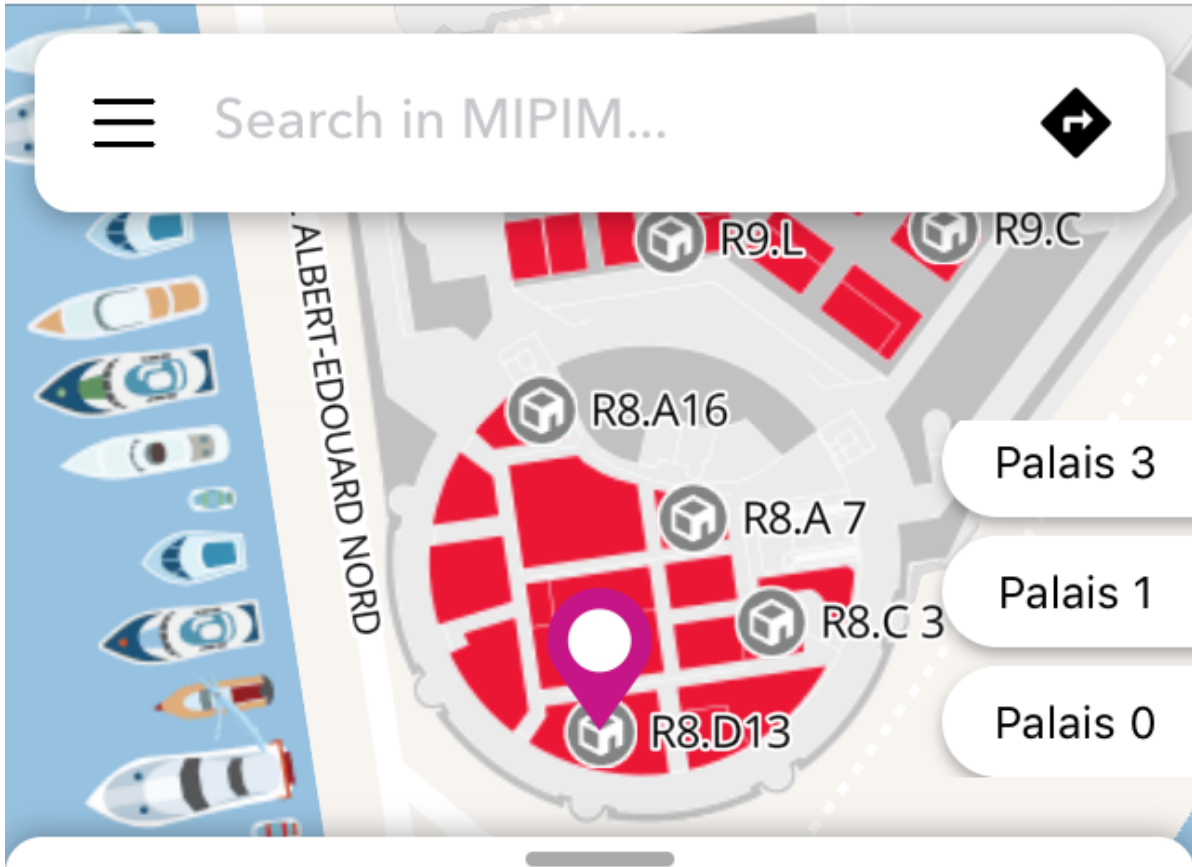 Search in MIPIM...
R9.L
R9.C
. ALBERT-EDOUARD NORD
R8.A16
Palais 3
R8.A 7
Palais 1
R8.C 3
Palais 0
R8.D13